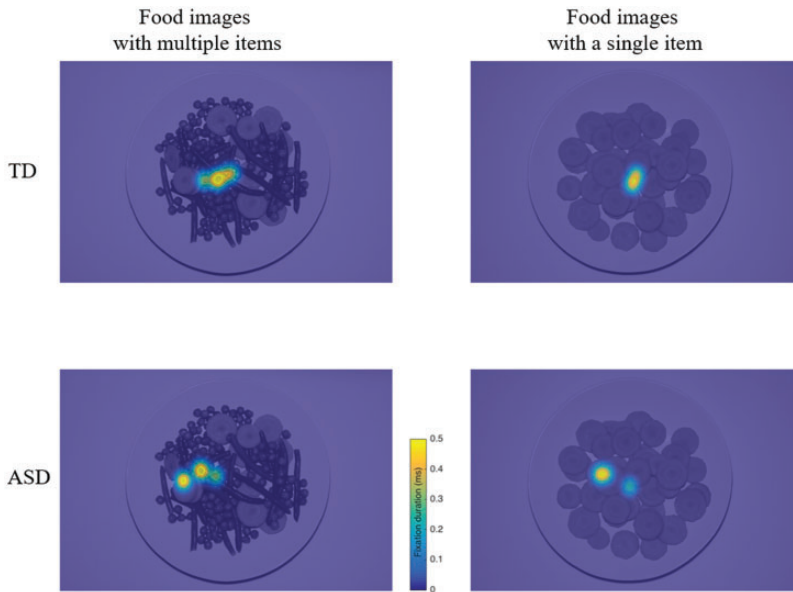 Food images
with multiple items
Food images
with a single item
TD
ASD
0.5
0.4
0.3
0.2
0.1
0
Fixation duration (ms)